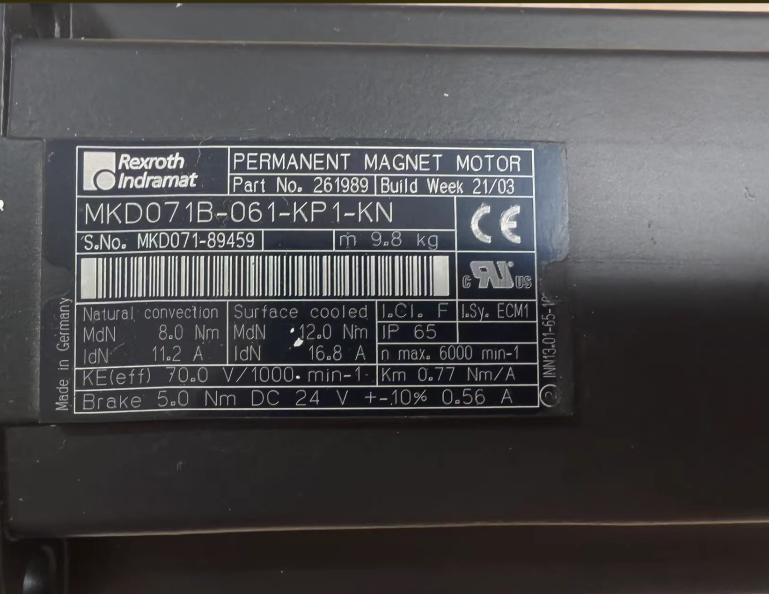 Rexroth
Indramat
PERMANENT MAGNET MOTOR
Part No. 261989 Build Week 21/03
MKD071B-061-KP1-KN
CE
S.No. MKD071-89459 m 9.8 kg
c RU US
Natural convection Surface cooled I.Cl. F I.Sy. ECM1
MdN 8.0 Nm MdN 12.0 Nm IP 65
IdN 11.2 A IdN 16.8 A n max. 6000 min-1
KE(eff) 70.0 V/1000 min-1 Km 0.77 Nm/A
Brake 5.0 Nm DC 24 V +-10% 0.56 A
Made in Germany